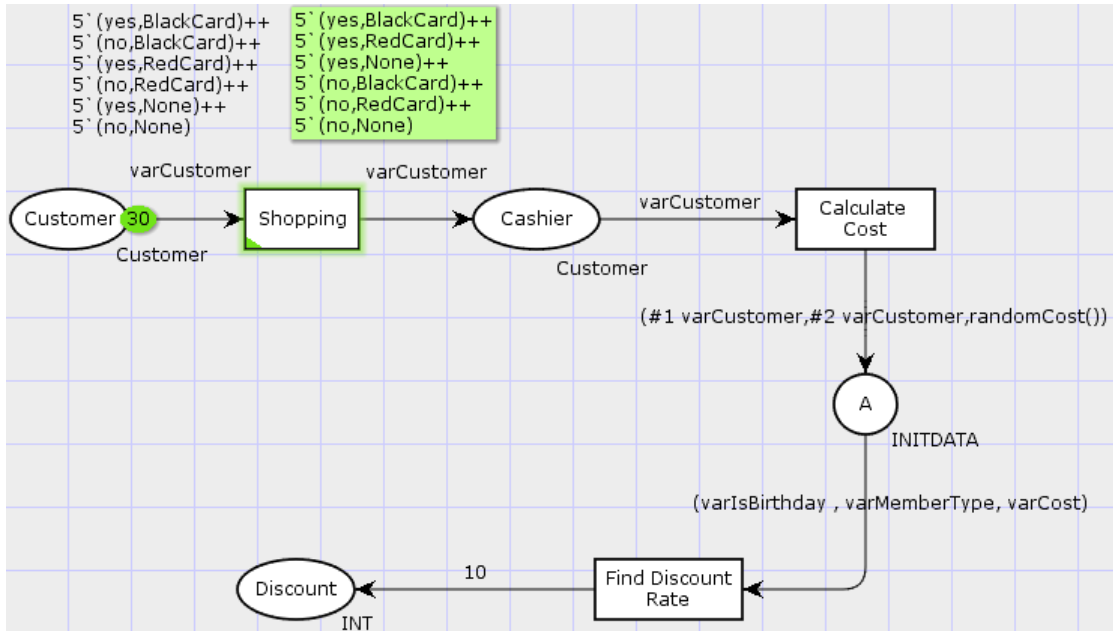 5`(yes,BlackCard)++
5`(no,BlackCard)++
5`(yes,RedCard)++
5`(no,RedCard)++
5`(yes,None)++
5`(no,None)
5`(yes,BlackCard)++
5`(yes,RedCard)++
5`(yes,None)++
5`(no,BlackCard)++
5`(no,RedCard)++
5`(no,None)
varCustomer
varCustomer
Customer
30
Shopping
Cashier
varCustomer
Calculate
Cost
Customer
Customer
(#1 varCustomer,#2 varCustomer,randomCost())
A
INITDATA
(varIsBirthday , varMemberType, varCost)
Discount
10
Find Discount
Rate
INT